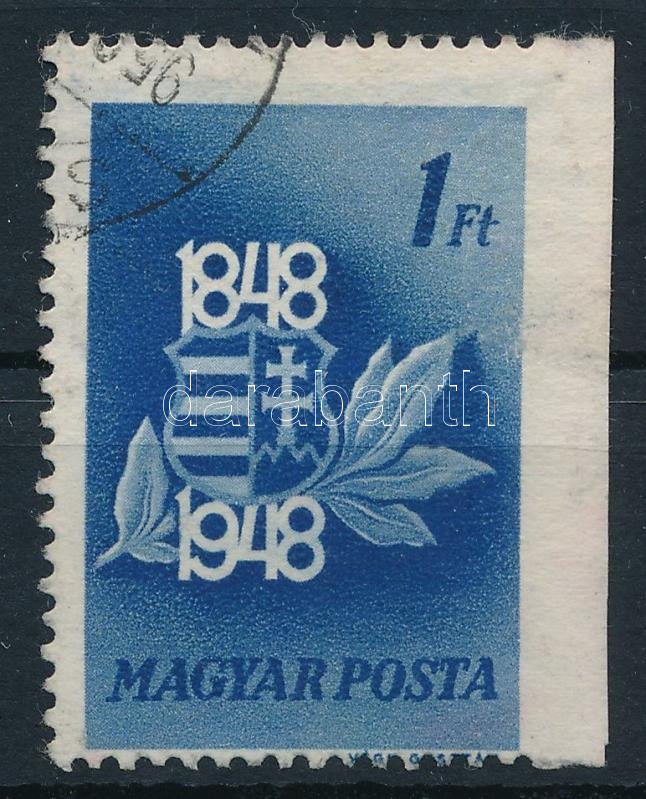 1 Ft
1848
darabanth
1948
MAGYAR POSTA